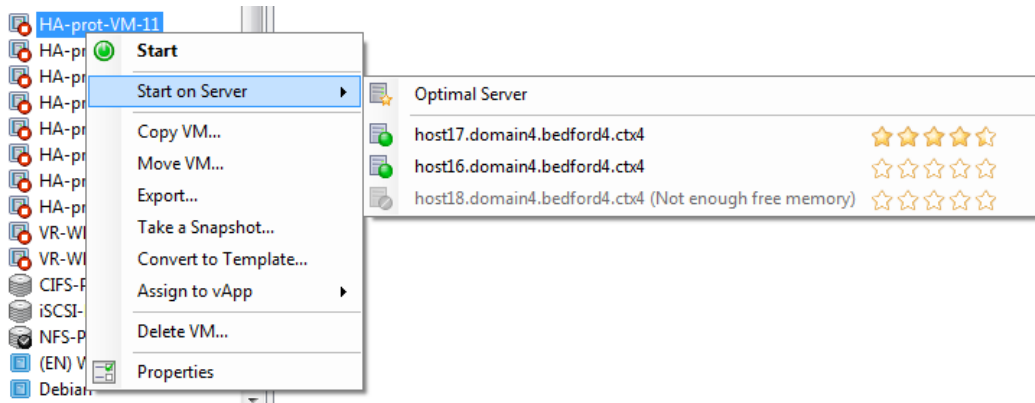 HA-prot-VM-11
HA-pr
HA-pr
HA-pr
HA-pr
HA-pr
HA-pr
HA-pr
VR-WI
VR-WI
CIFS-P
iSCSI-
NFS-P
(EN) V
Debian
Start
Start on Server
Copy VM...
Move VM...
Export...
Take a Snapshot...
Convert to Template...
Assign to vApp
Delete VM...
Properties
Optimal Server
host17.domain4.bedford4.ctx4
host16.domain4.bedford4.ctx4
host18.domain4.bedford4.ctx4 (Not enough free memory)